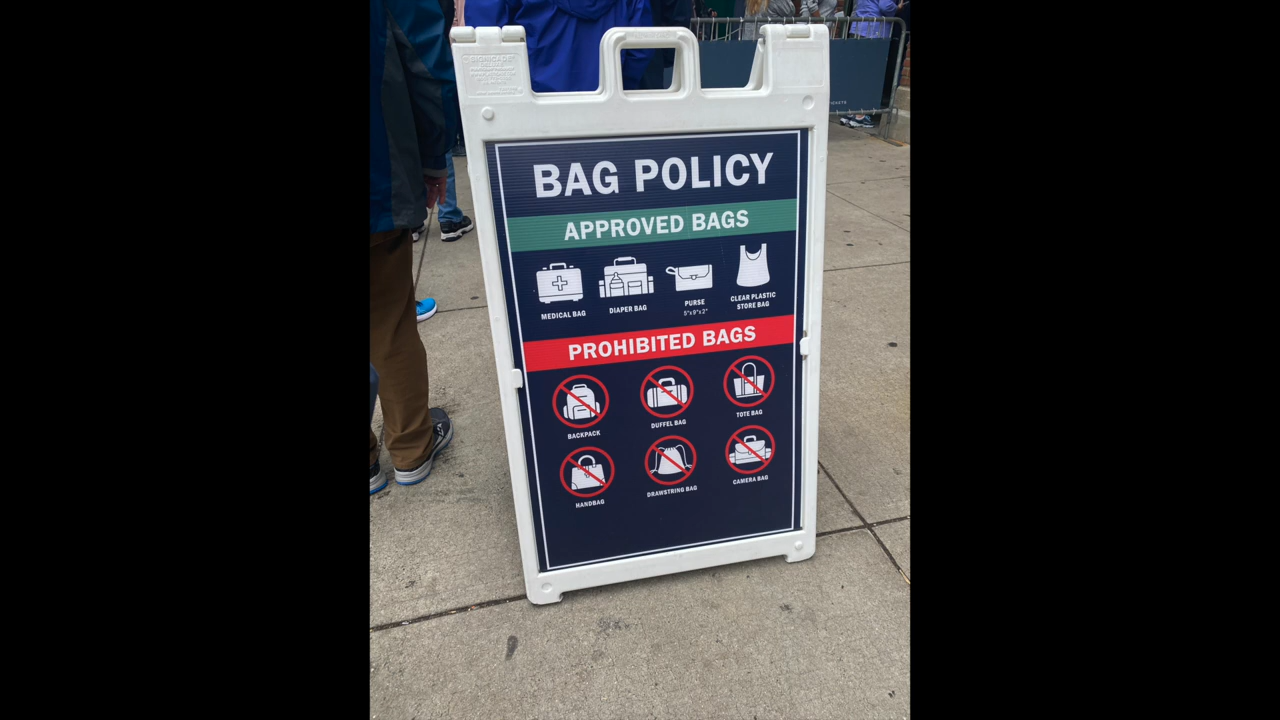 BAG POLICY
APPROVED BAGS
MEDICAL BAG
DIAPER BAG
PURSE
5"x9"x2"
CLEAR PLASTIC
STORE BAG
PROHIBITED BAGS
BACKPACK
DUFFEL BAG
TOTE BAG
HANDBAG
DRAWSTRING BAG
CAMERA BAG